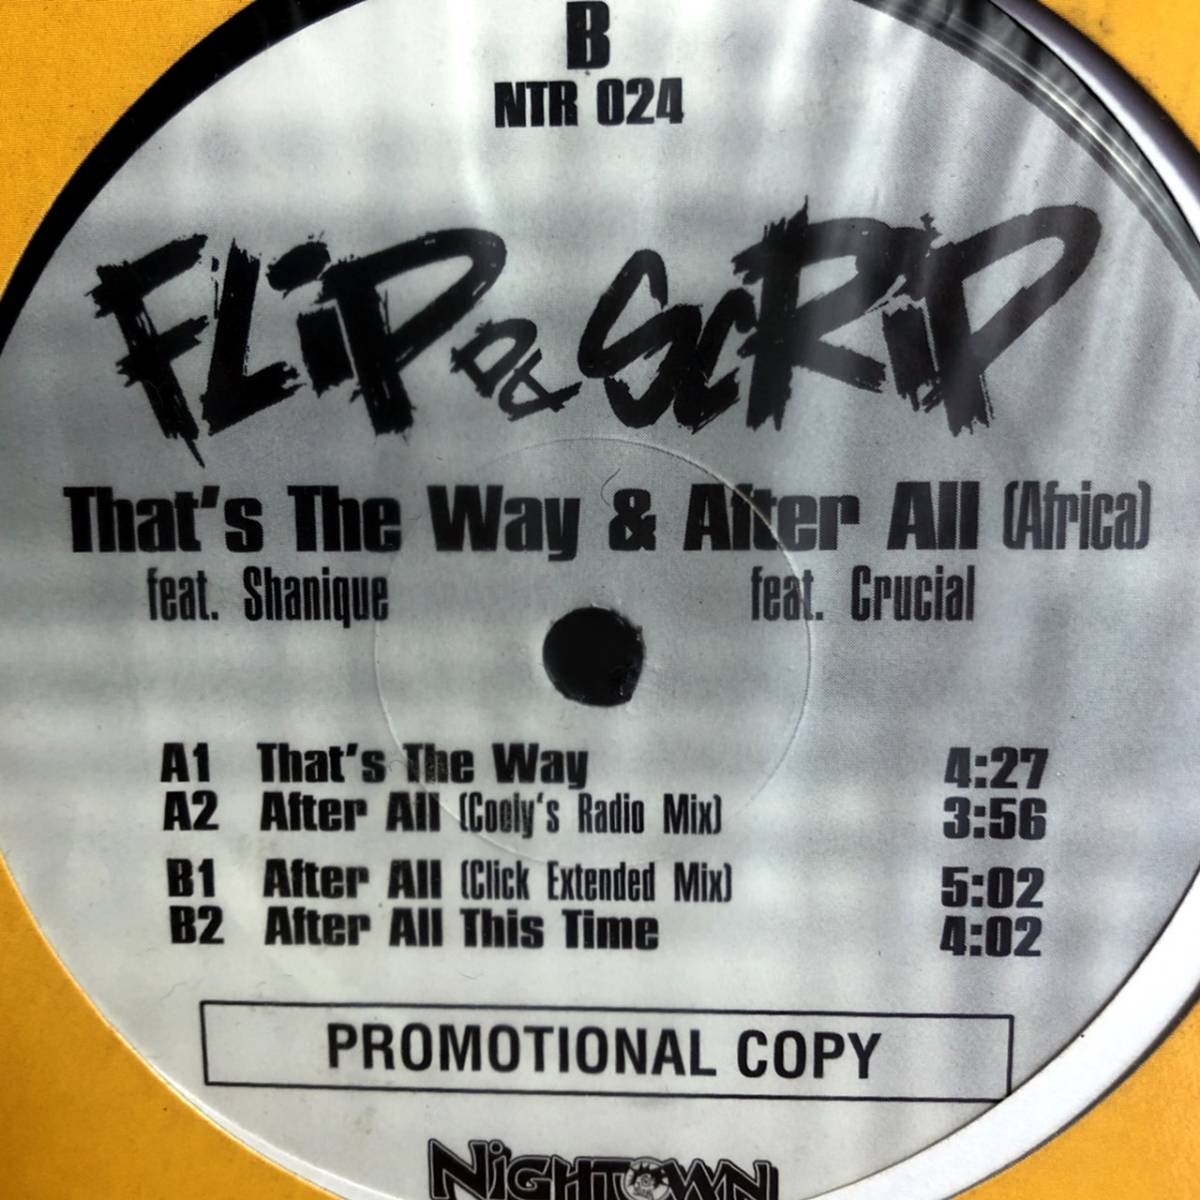 B
NTR 024
FLiP DA ScRiP
That's The Way & After All (Africa)
feat. Shanique feat. Crucial
A1 That's The Way 4:27
A2 After All (Cooly's Radio Mix) 3:56
B1 After All (Click Extended Mix) 5:02
B2 After All This Time 4:02
PROMOTIONAL COPY
NiGHTOWN